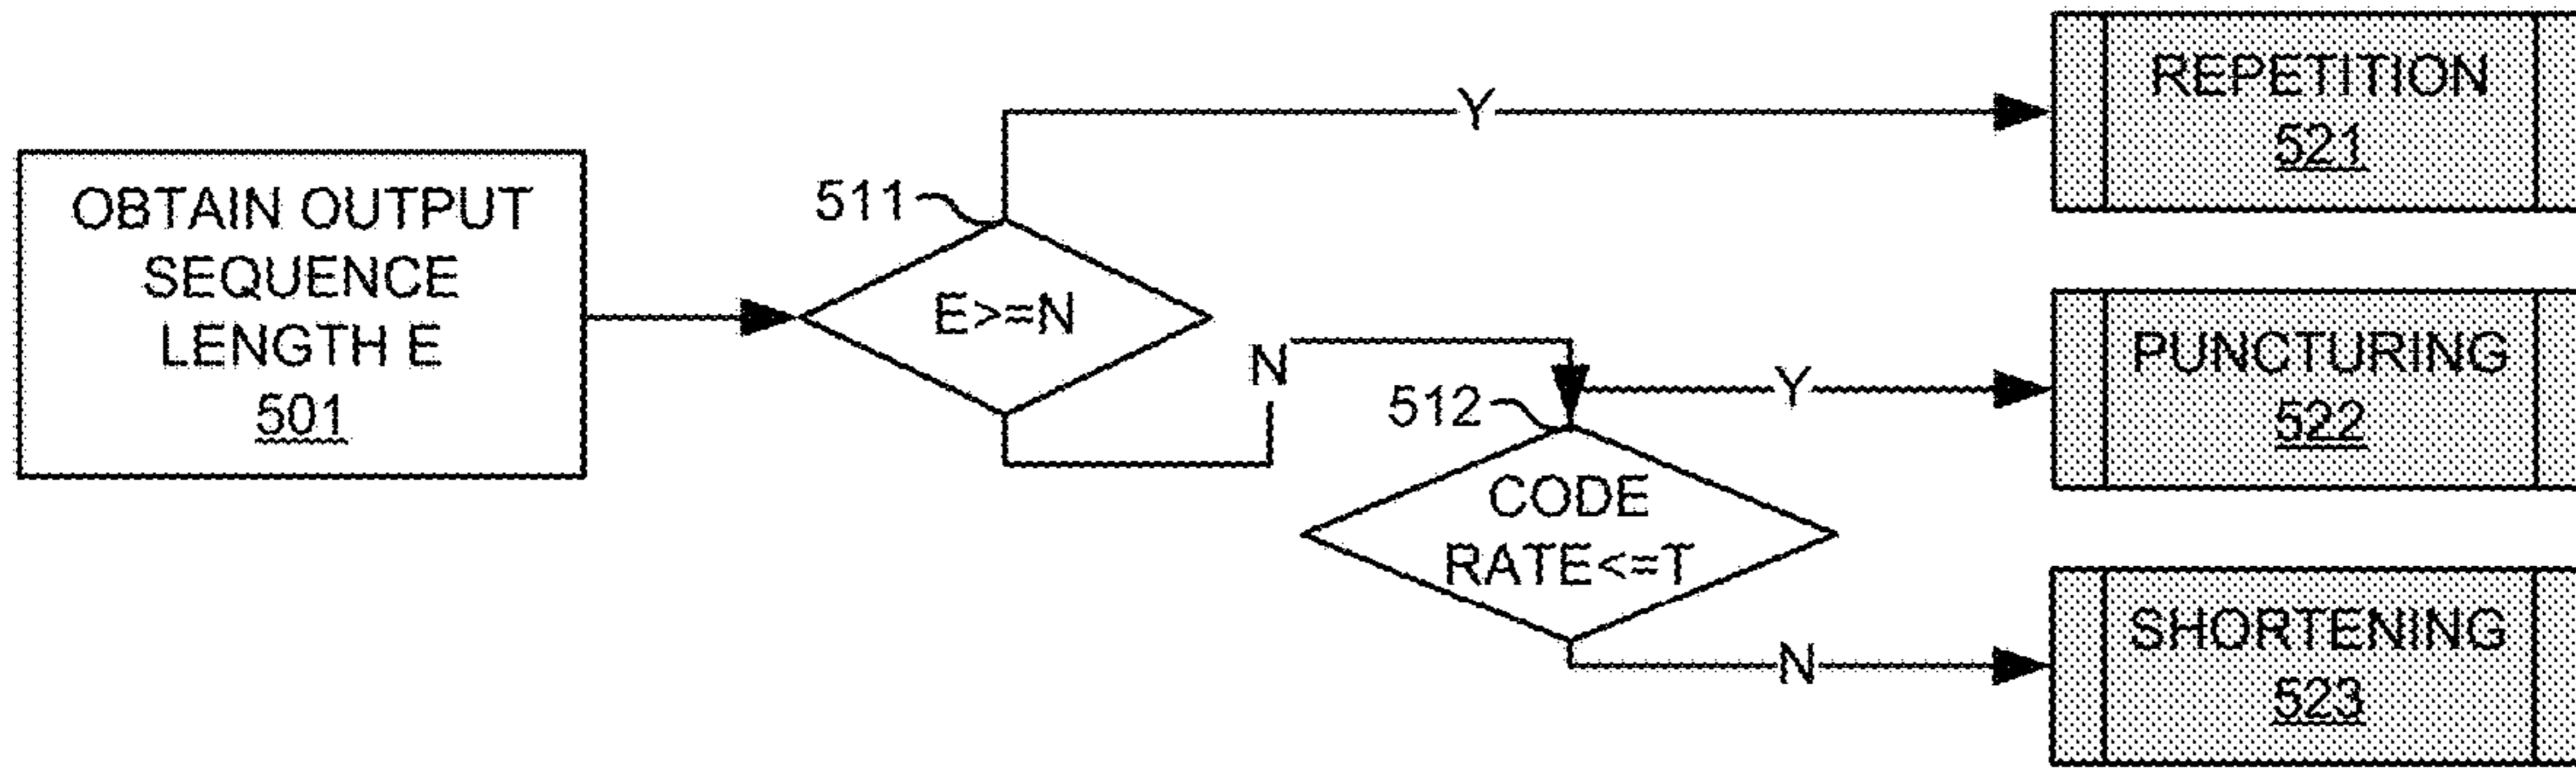 OBTAIN OUTPUT
SEQUENCE
LENGTH E
501
511
E>=N
Y
N
512
CODE
RATE<=T
Y
N
REPETITION
521
PUNCTURING
522
SHORTENING
523